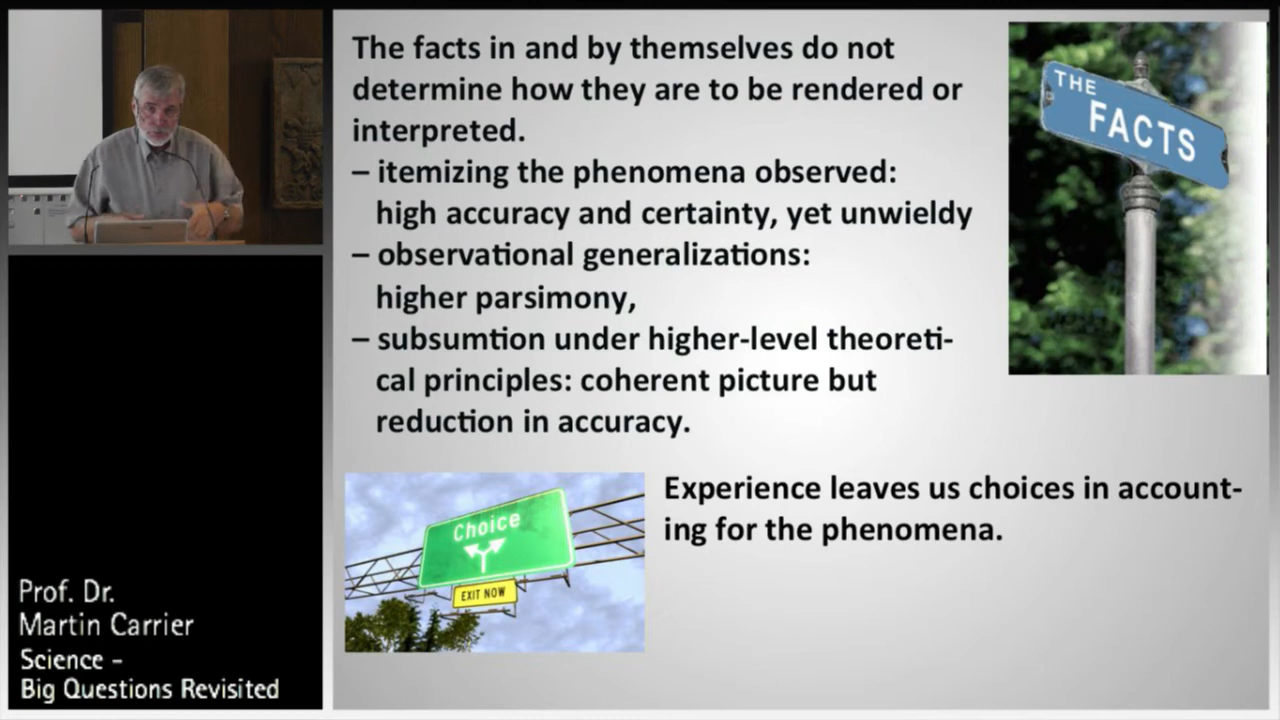 The facts in and by themselves do not
determine how they are to be rendered or
interpreted.
– itemizing the phenomena observed:
high accuracy and certainty, yet unwieldy
– observational generalizations:
higher parsimony,
– subsumtion under higher-level theoreti-
cal principles: coherent picture but
reduction in accuracy.
THE
FACTS
Choice
EXIT NOW
Experience leaves us choices in account-
ing for the phenomena.
Prof. Dr.
Martin Carrier
Science –
Big Questions Revisited